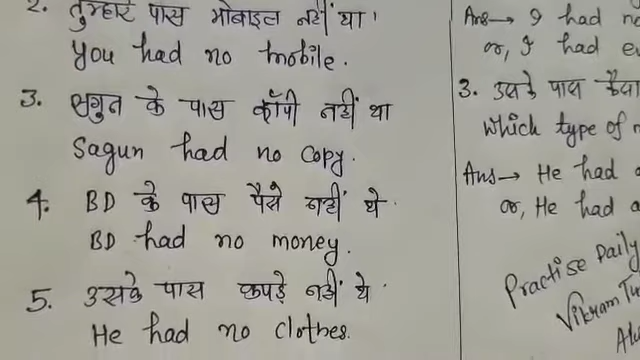 2. तुम्हारे पास मोबाइल नहीं था।
You had no mobile.
3. सगुन के पास कॉपी नहीं था
Sagun had no copy.
4. BD के पास पैसे नहीं थे.
BD had no money.
5. उसके पास कपड़े नहीं थे.
He had no clothes.
Ans→ I had
or, I had
3. उसके पास कैसा
Which type of
Ans→ He had
or, He had
Practise Daily
Vikram